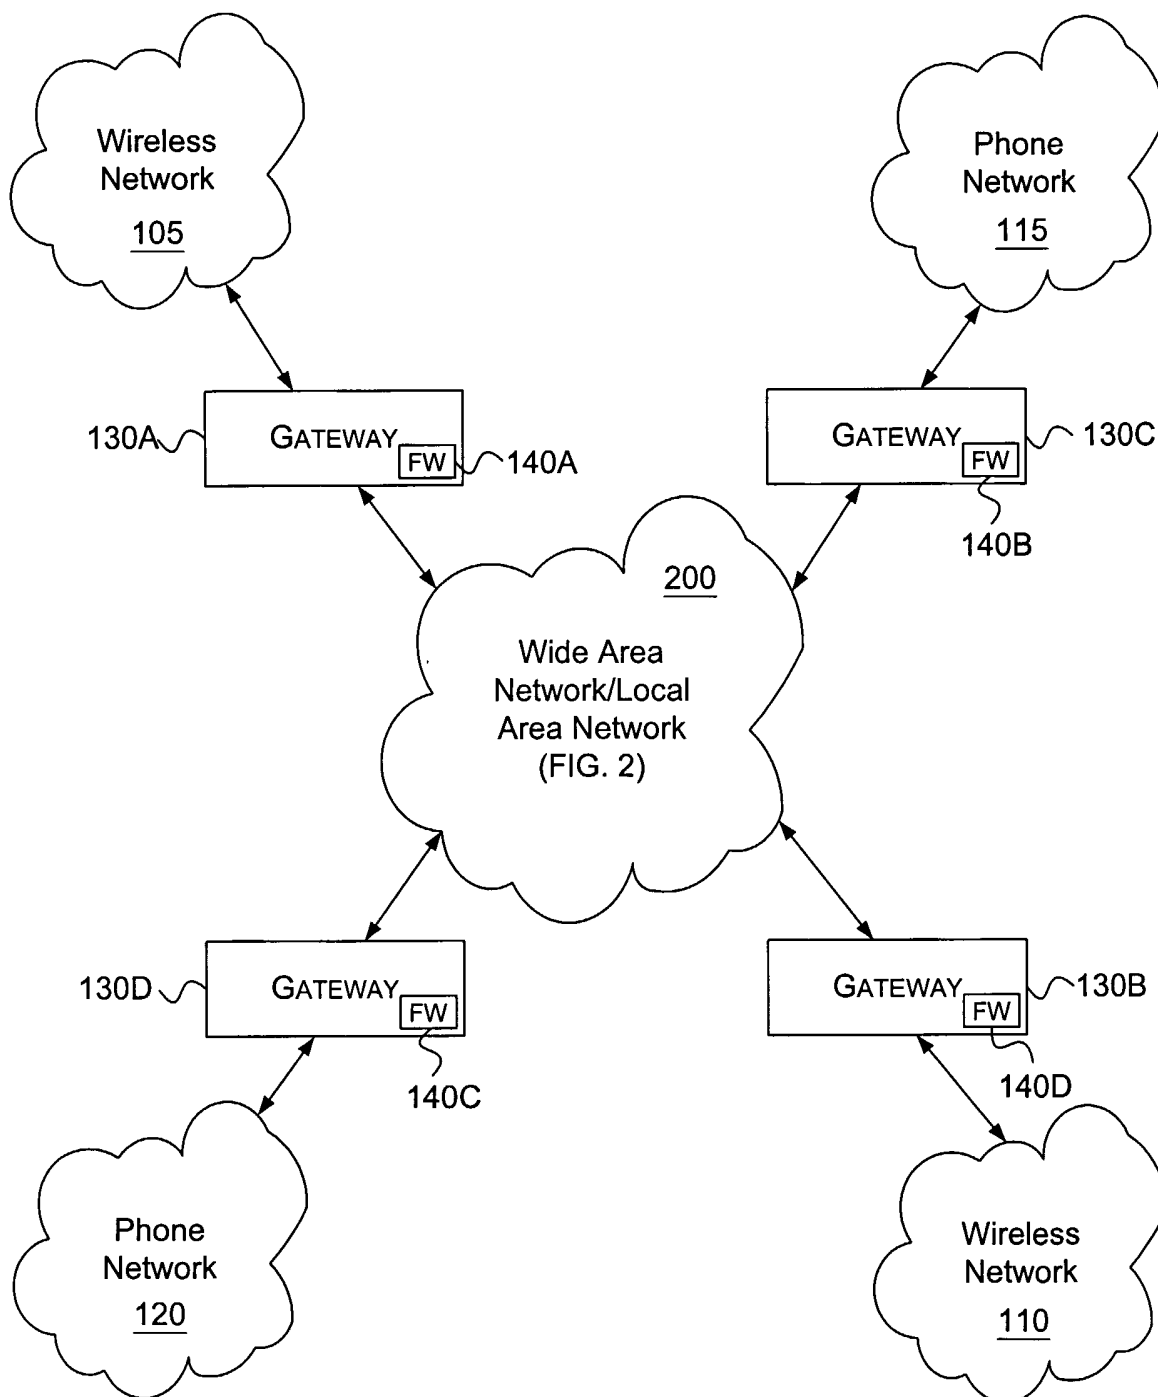 Wireless
Network
105
Phone
Network
115
130A
GATEWAY
FW
140A
GATEWAY
FW
130C
140B
200
Wide Area
Network/Local
Area Network
(FIG. 2)
130D
GATEWAY
FW
140C
GATEWAY
FW
130B
140D
Phone
Network
120
Wireless
Network
110